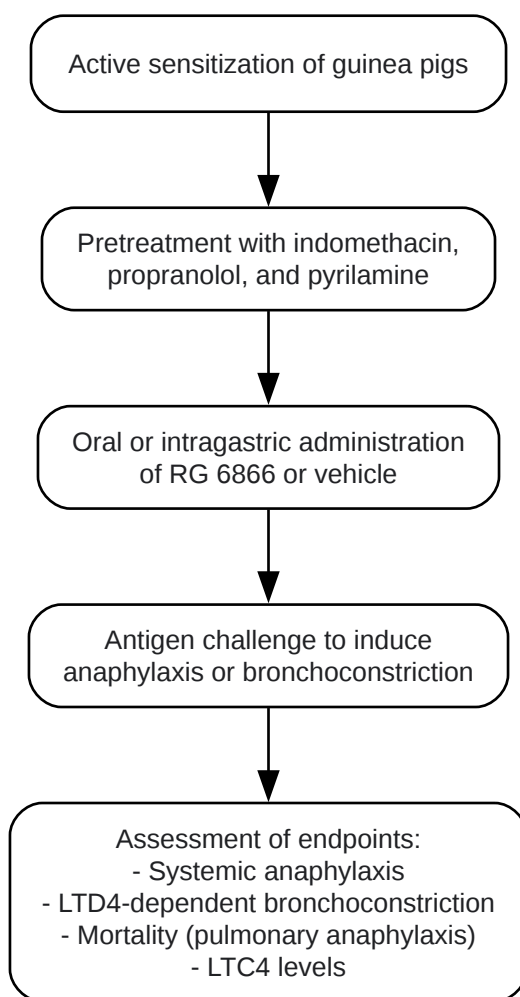 Active sensitization of guinea pigs
Pretreatment with indomethacin,
propranolol, and pyrilamine
Oral or intragastric administration
of RG 6866 or vehicle
Antigen challenge to induce
anaphylaxis or bronchoconstriction
Assessment of endpoints:
- Systemic anaphylaxis
- LTD4-dependent bronchoconstriction
- Mortality (pulmonary anaphylaxis)
- LTC4 levels